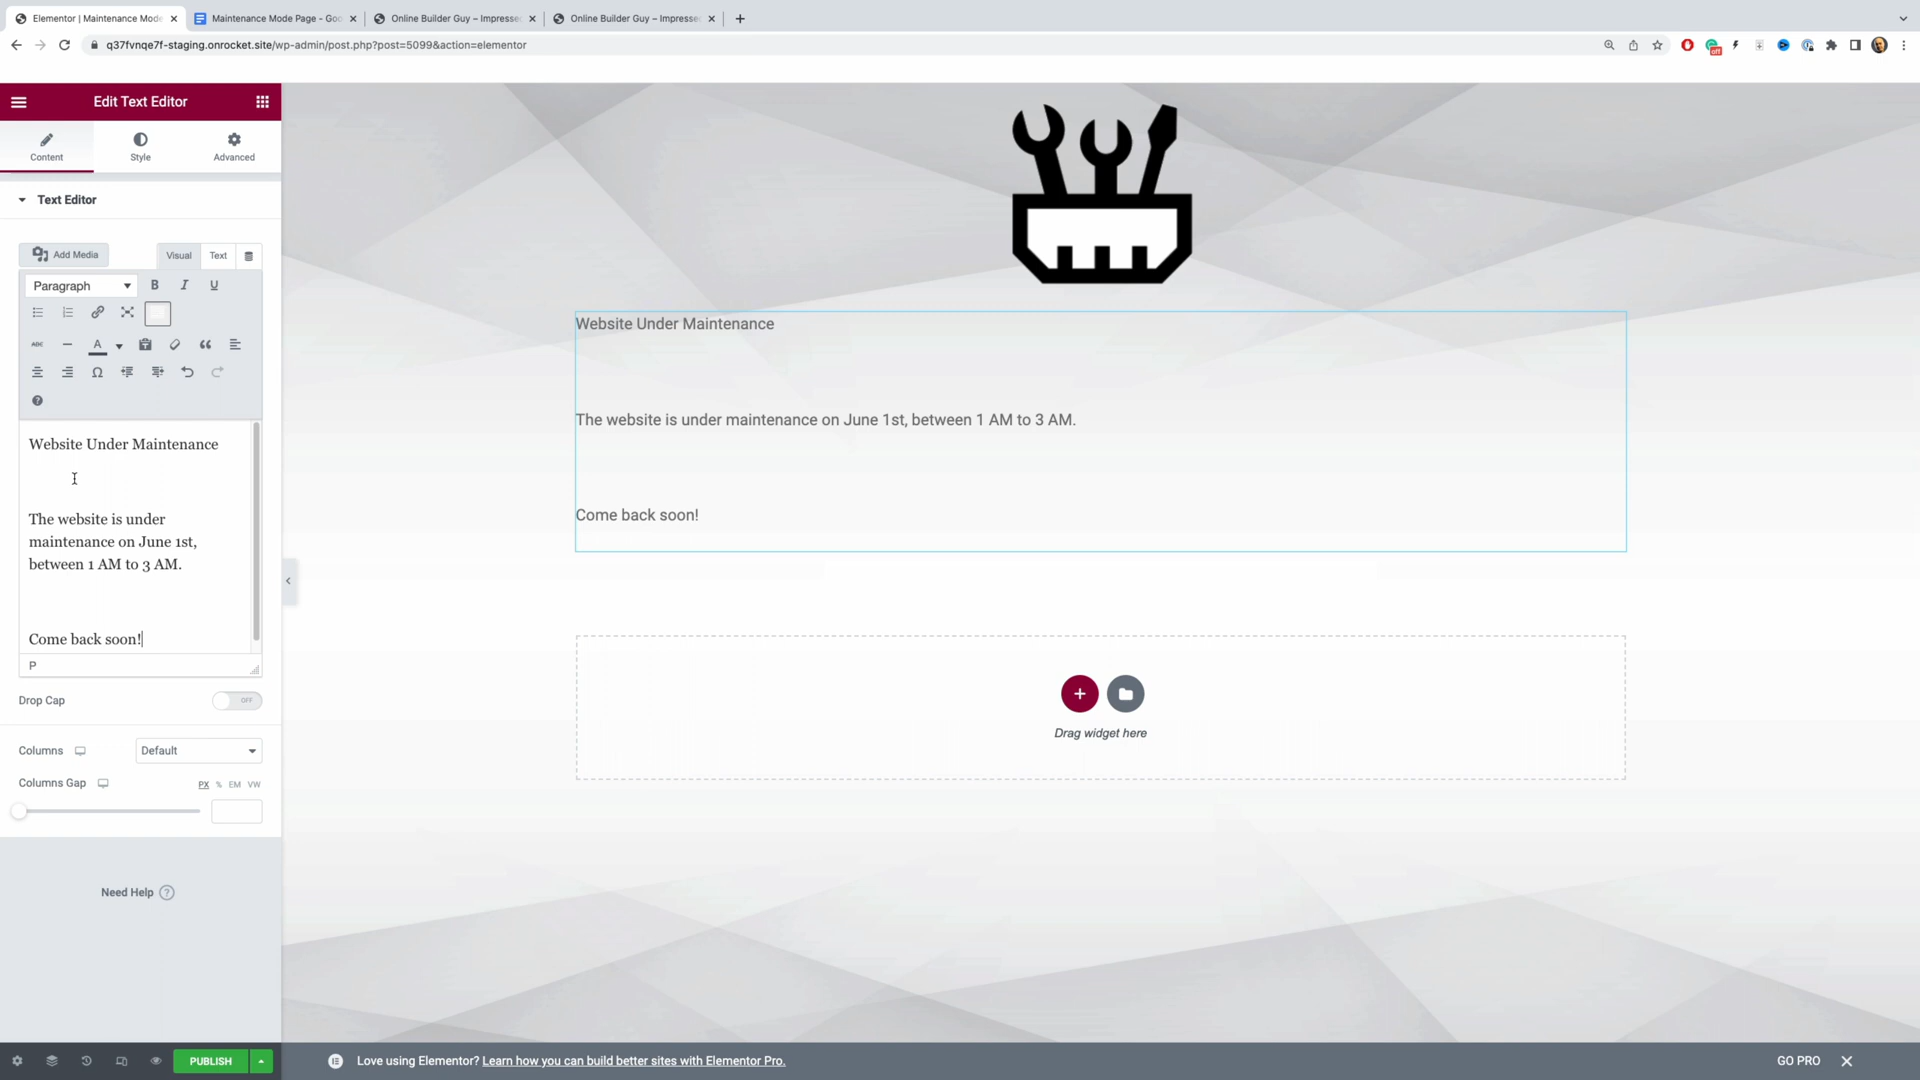 Elementor | Maintenance Mode
Maintenance Mode Page - Goo
Online Builder Guy – Impresse
Online Builder Guy – Impresse
q37fvnqe7f-staging.onrocket.site/wp-admin/post.php?post=5099&action=elementor
off
Edit Text Editor
Content
Style
Advanced
Text Editor
Add Media
Visual
Text
Paragraph
B
I
U
ABC
A
Ω
Website Under Maintenance
The website is under
maintenance on June 1st,
between 1 AM to 3 AM.
Come back soon!
P
Drop Cap
OFF
Columns
Default
Columns Gap
PX
%
EM
VW
Need Help
Website Under Maintenance
The website is under maintenance on June 1st, between 1 AM to 3 AM.
Come back soon!
Drag widget here
PUBLISH
Love using Elementor? Learn how you can build better sites with Elementor Pro.
GO PRO